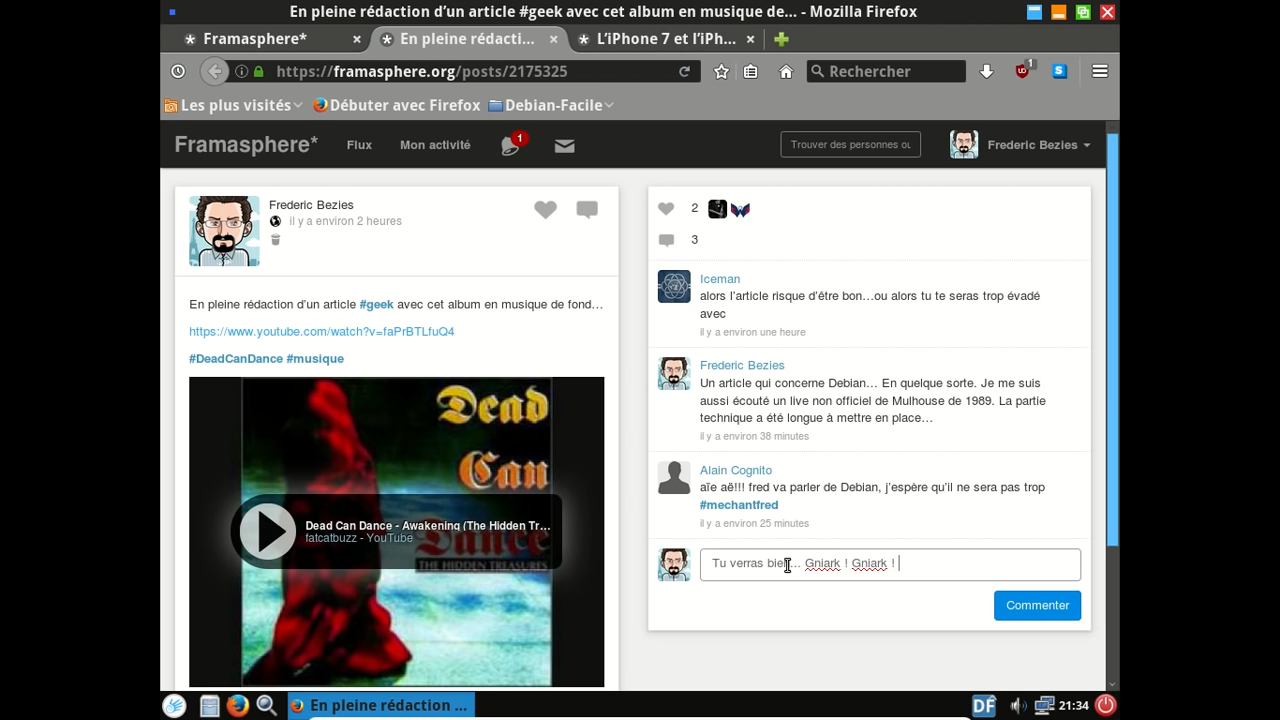 En pleine rédaction d'un article #geek avec cet album en musique de... - Mozilla Firefox
Framasphere*
En pleine rédacti...
L'iPhone 7 et l'iPh...
https://framasphere.org/posts/2175325
Rechercher
1
Les plus visités
Débuter avec Firefox
Debian-Facile
Framasphere*
Flux
Mon activité
1
Trouver des personnes ou
Frederic Bezies
Frederic Bezies
il y a environ 2 heures
En pleine rédaction d'un article #geek avec cet album en musique de fond…
https://www.youtube.com/watch?v=faPrBTLfuQ4
#DeadCanDance #musique
Dead
Can
Dance
THE HIDDEN TREASURES
Dead Can Dance - Awakening (The Hidden Tr...
fatcatbuzz - YouTube
2
3
Iceman
alors l'article risque d'être bon…ou alors tu te seras trop évadé
avec
il y a environ une heure
Frederic Bezies
Un article qui concerne Debian… En quelque sorte. Je me suis
aussi écouté un live non officiel de Mulhouse de 1989. La partie
technique a été longue à mettre en place…
il y a environ 38 minutes
Alain Cognito
aïe aë!!! fred va parler de Debian, j'espère qu'il ne sera pas trop
#mechantfred
il y a environ 25 minutes
Tu verras bien... Gniark ! Gniark !
Commenter
En pleine rédaction ...
DF
21:34